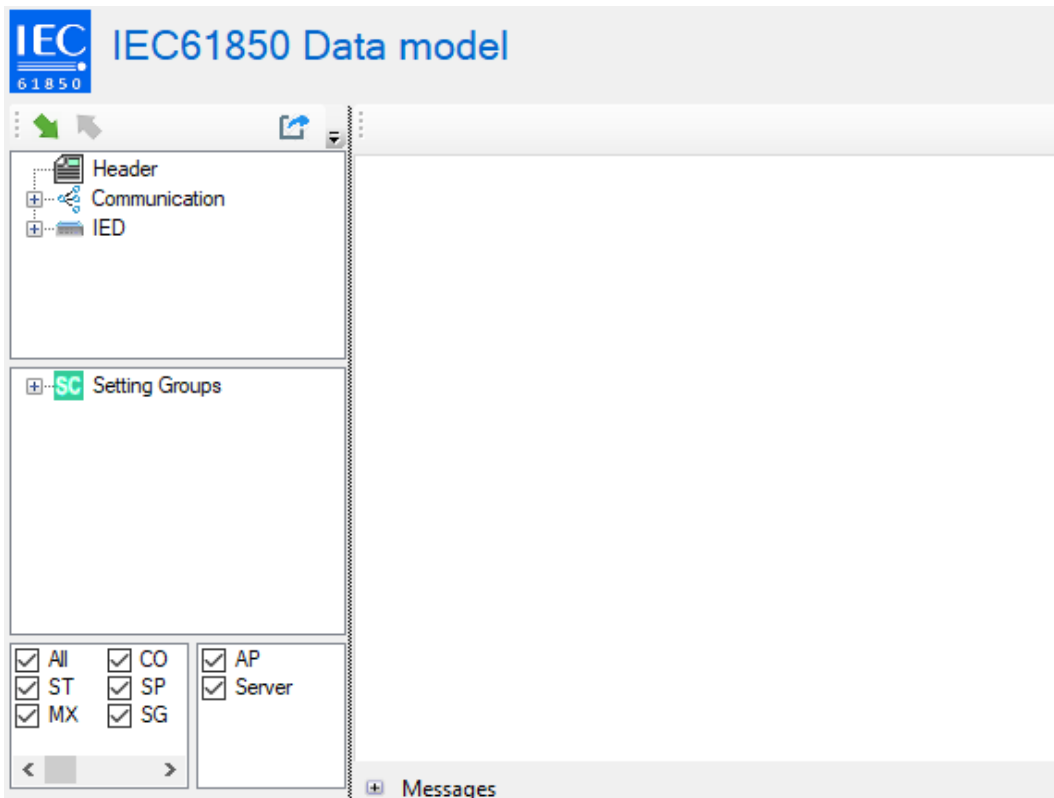 IEC
61850
IEC61850 Data model
Header
Communication
IED
SC Setting Groups
All CO
ST SP
MX SG
AP
Server
Messages